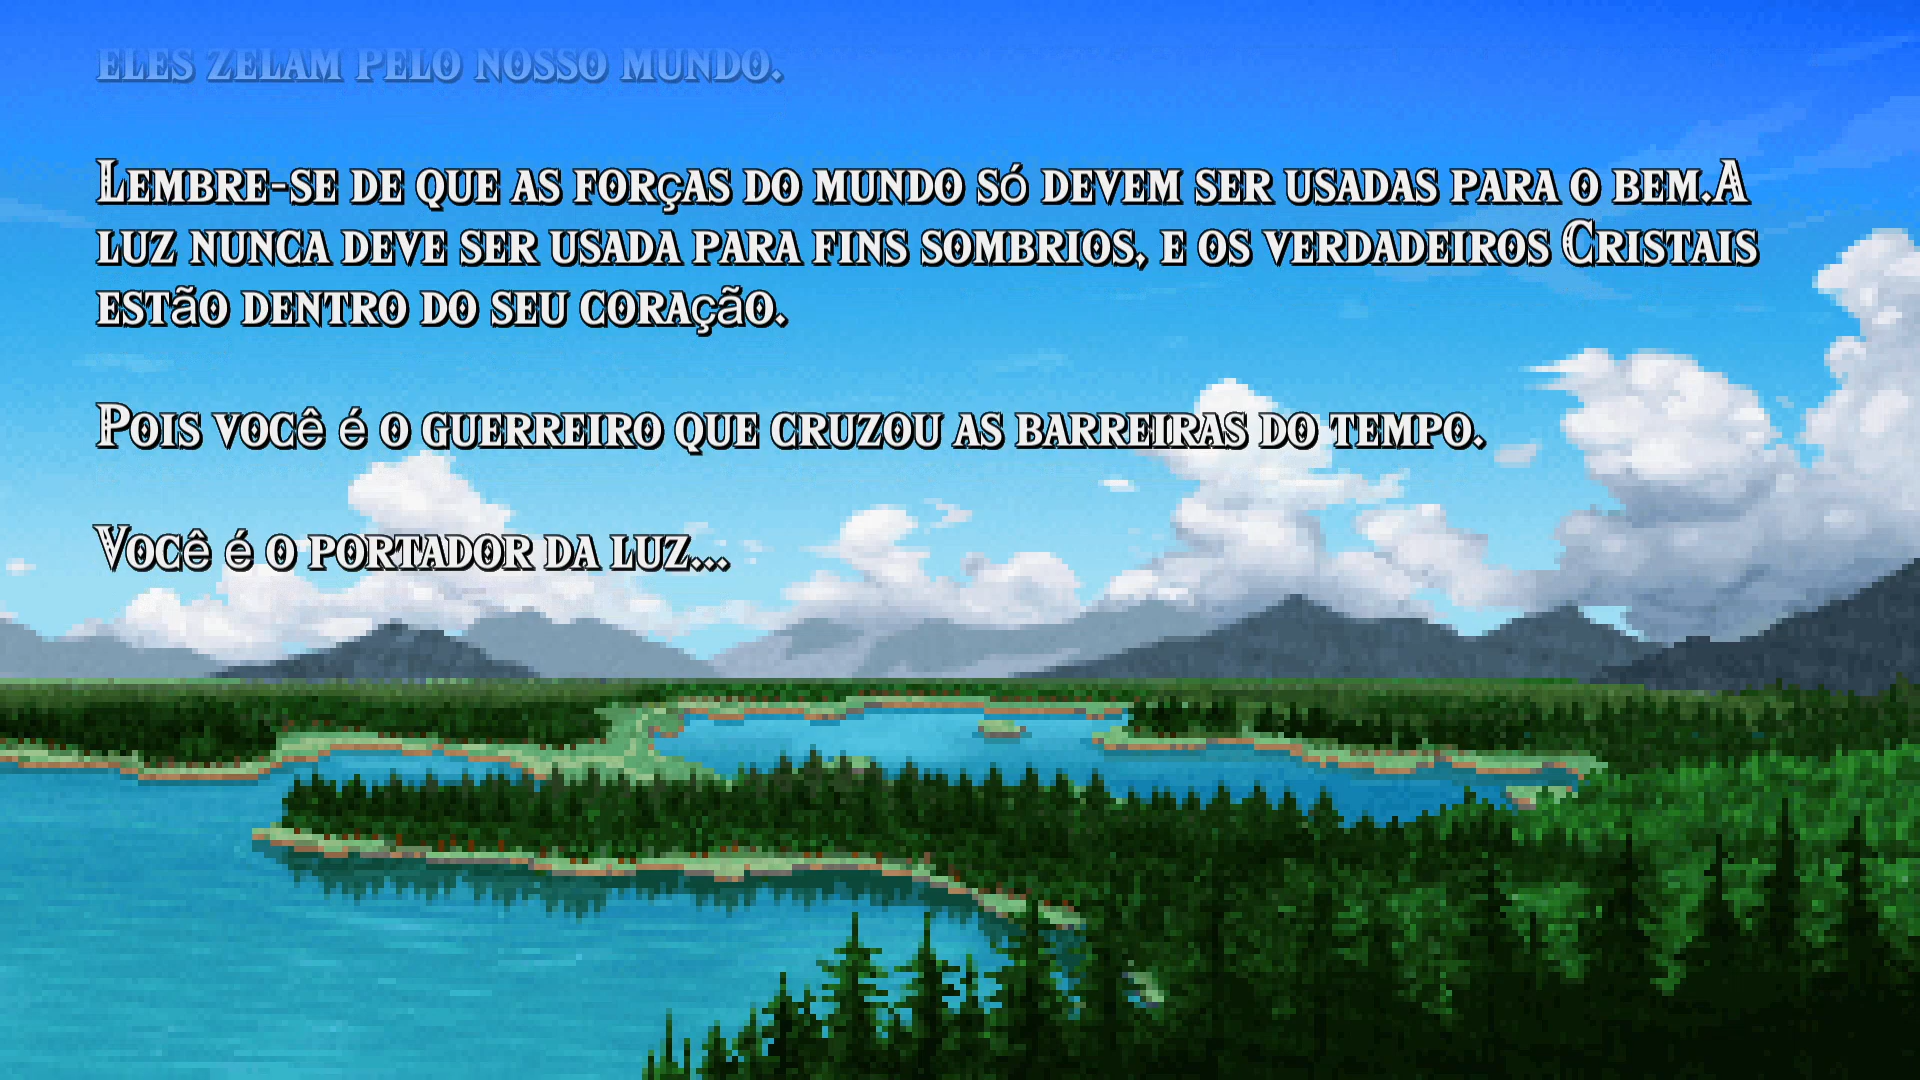 ELES ZELAM PELO NOSSO MUNDO.
LEMBRE-SE DE QUE AS FORÇAS DO MUNDO SÓ DEVEM SER USADAS PARA O BEM.A
LUZ NUNCA DEVE SER USADA PARA FINS SOMBRIOS, E OS VERDADEIROS CRISTAIS
ESTÃO DENTRO DO SEU CORAÇÃO.
POIS VOCÊ É O GUERREIRO QUE CRUZOU AS BARREIRAS DO TEMPO.
VOCÊ É O PORTADOR DA LUZ...